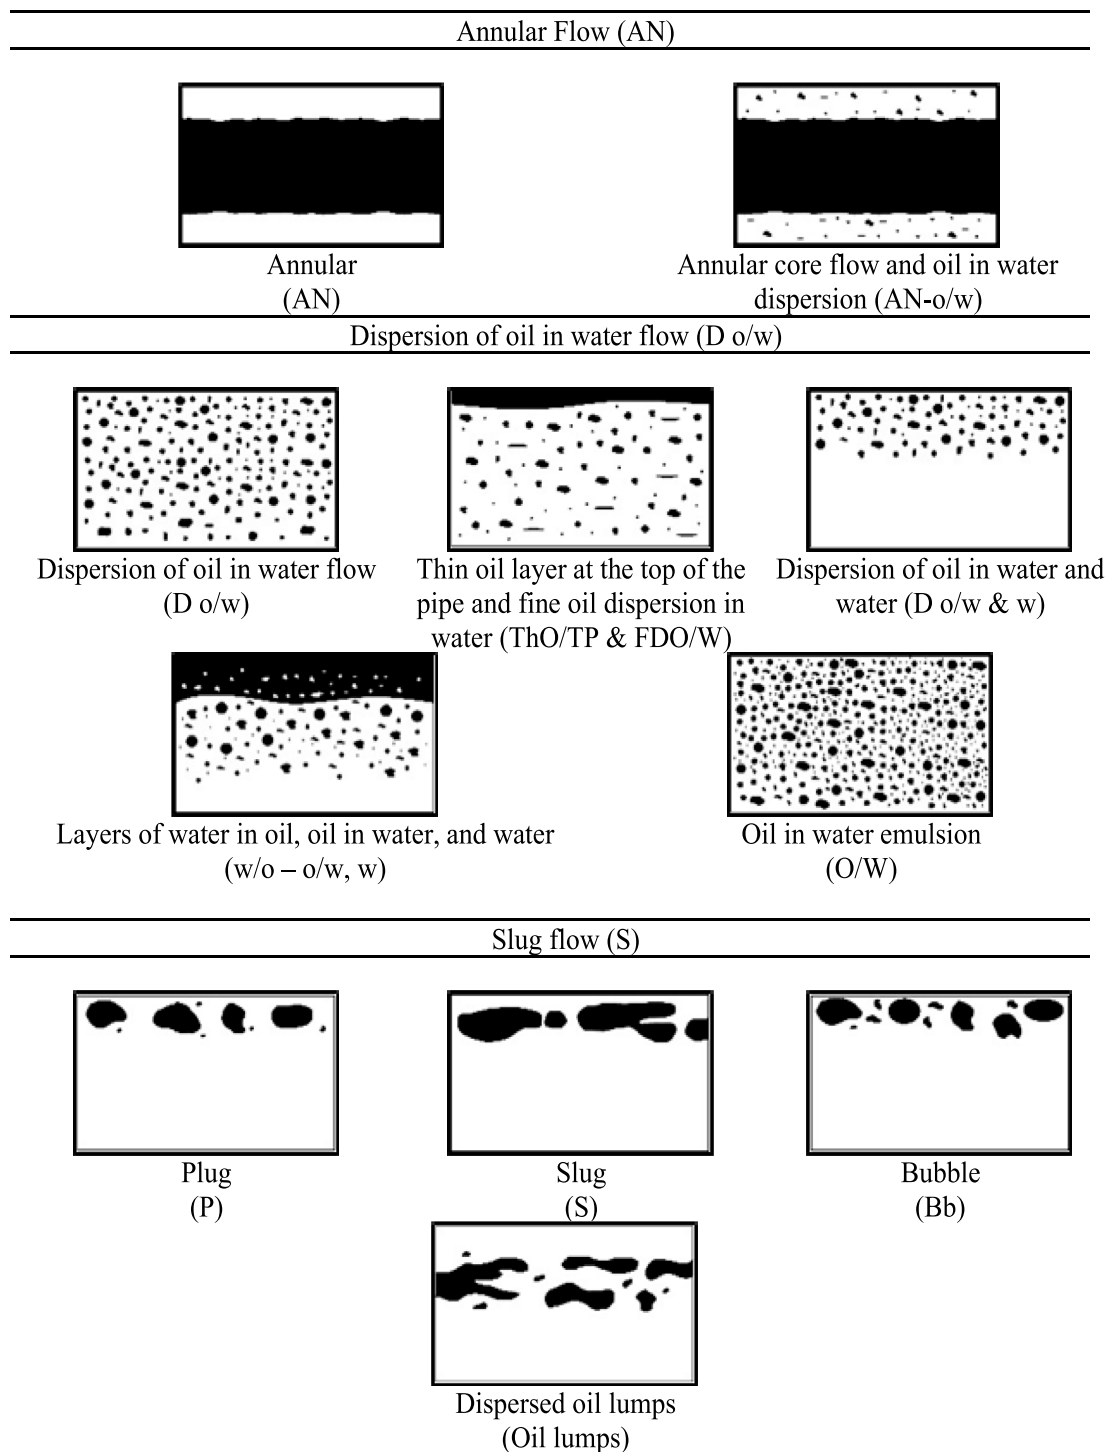 Annular Flow (AN)
Annular
(AN)
Annular core flow and oil in water
dispersion (AN-o/w)
Dispersion of oil in water flow (D o/w)
Dispersion of oil in water flow
(D o/w)
Thin oil layer at the top of the
pipe and fine oil dispersion in
water (ThO/TP & FDO/W)
Dispersion of oil in water and
water (D o/w & w)
Layers of water in oil, oil in water, and water
(w/o – o/w, w)
Oil in water emulsion
(O/W)
Slug flow (S)
Plug
(P)
Slug
(S)
Bubble
(Bb)
Dispersed oil lumps
(Oil lumps)